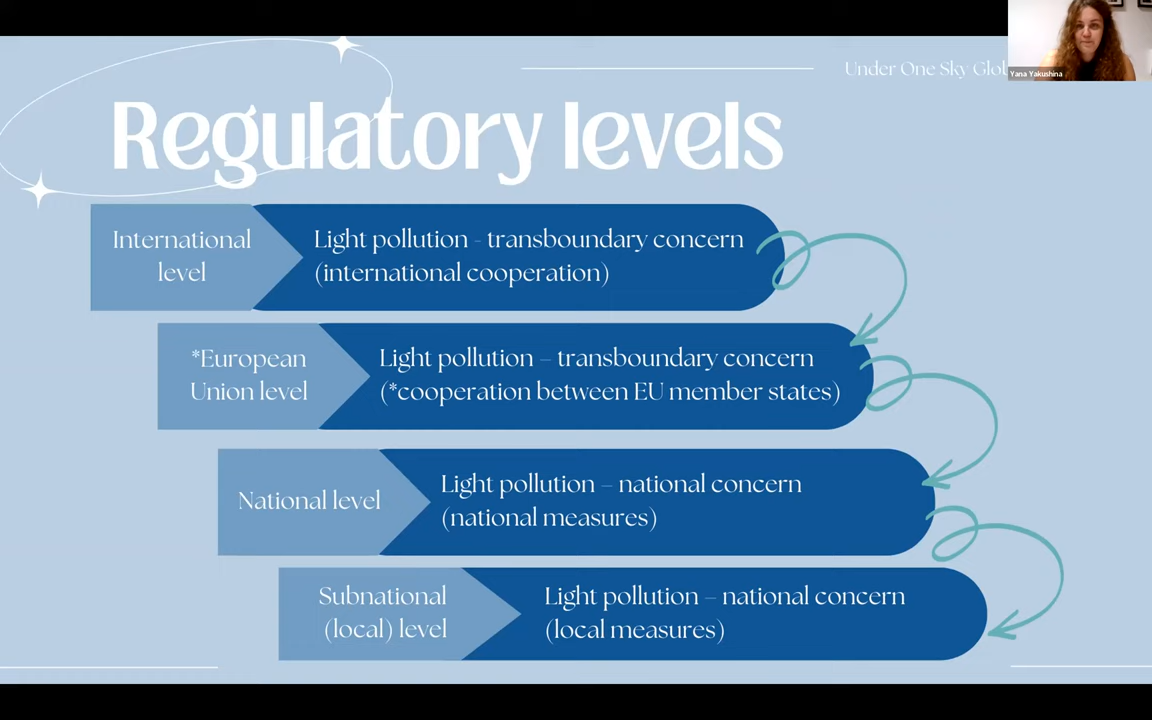 Under One Sky Glob
Yana Yakushina
Regulatory levels
International
level
Light pollution - transboundary concern
(international cooperation)
*European
Union level
Light pollution – transboundary concern
(*cooperation between EU member states)
National level
Light pollution – national concern
(national measures)
Subnational
(local) level
Light pollution – national concern
(local measures)